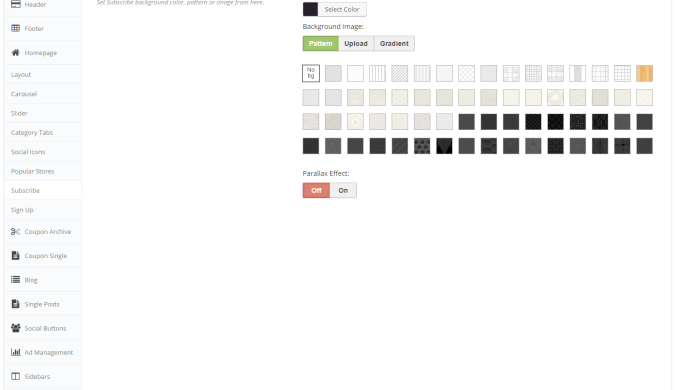 Header
Set Subscribe background color, pattern or image from here.
Select Color
Background Image:
Footer
Pattern Upload Gradient
Homepage
No
bg
Layout
Carousel
Slider
Category Tabs
Social Icons
Popular Stores
Parallax Effect:
Subscribe
Off On
Sign Up
Coupon Archive
Coupon Single
Blog
Single Posts
Social Buttons
Ad Management
Sidebars